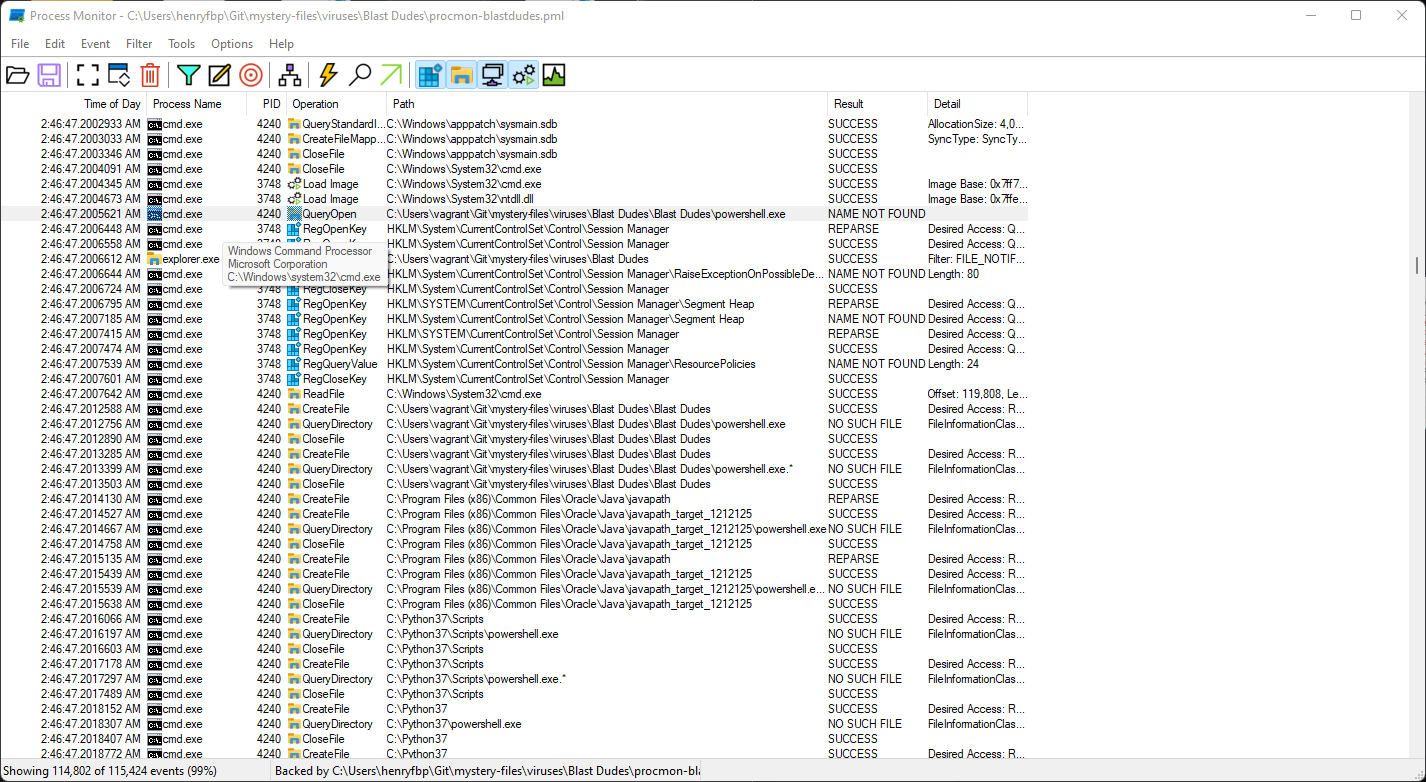 Process Monitor - C:\Users\henryfbp\Git\mystery-files\viruses\Blast Dudes\procmon-blastdudes.pml
File Edit Event Filter Tools Options Help
Time of Day Process Name PID Operation Path Result Detail
2:46:47.2002933 AM cmd.exe 4240 QueryStandardI... C:\Windows\apppatch\sysmain.sdb SUCCESS AllocationSize: 4,0...
2:46:47.2003033 AM cmd.exe 4240 CreateFileMapp... C:\Windows\apppatch\sysmain.sdb SUCCESS SyncType: SyncTy...
2:46:47.2003346 AM cmd.exe 4240 CloseFile C:\Windows\apppatch\sysmain.sdb SUCCESS
2:46:47.2004091 AM cmd.exe 4240 CloseFile C:\Windows\System32\cmd.exe SUCCESS
2:46:47.2004345 AM cmd.exe 3748 Load Image C:\Windows\System32\cmd.exe SUCCESS Image Base: 0x7ff7...
2:46:47.2004673 AM cmd.exe 3748 Load Image C:\Windows\System32\ntdll.dll SUCCESS Image Base: 0x7ffe...
2:46:47.2005621 AM cmd.exe 4240 QueryOpen C:\Users\vagrant\Git\mystery-files\viruses\Blast Dudes\Blast Dudes\powershell.exe NAME NOT FOUND
2:46:47.2006448 AM cmd.exe 3748 RegOpenKey HKLM\System\CurrentControlSet\Control\Session Manager REPARSE Desired Access: Q...
2:46:47.2006558 AM cmd.exe 3748 RegOpenKey HKLM\System\CurrentControlSet\Control\Session Manager SUCCESS Desired Access: Q...
2:46:47.2006612 AM explorer.exe C:\Users\vagrant\Git\mystery-files\viruses\Blast Dudes SUCCESS Filter: FILE_NOTIF...
2:46:47.2006644 AM cmd.exe HKLM\System\CurrentControlSet\Control\Session Manager\RaiseExceptionOnPossibleDe... NAME NOT FOUND Length: 80
Windows Command Processor
Microsoft Corporation
C:\Windows\system32\cmd.exe
2:46:47.2006724 AM cmd.exe 3748 RegCloseKey HKLM\System\CurrentControlSet\Control\Session Manager SUCCESS
2:46:47.2006795 AM cmd.exe 3748 RegOpenKey HKLM\SYSTEM\CurrentControlSet\Control\Session Manager\Segment Heap REPARSE Desired Access: Q...
2:46:47.2007185 AM cmd.exe 3748 RegOpenKey HKLM\System\CurrentControlSet\Control\Session Manager\Segment Heap NAME NOT FOUND Desired Access: Q...
2:46:47.2007415 AM cmd.exe 3748 RegOpenKey HKLM\SYSTEM\CurrentControlSet\Control\Session Manager REPARSE Desired Access: Q...
2:46:47.2007474 AM cmd.exe 3748 RegOpenKey HKLM\System\CurrentControlSet\Control\Session Manager SUCCESS Desired Access: Q...
2:46:47.2007539 AM cmd.exe 3748 RegQueryValue HKLM\System\CurrentControlSet\Control\Session Manager\ResourcePolicies NAME NOT FOUND Length: 24
2:46:47.2007601 AM cmd.exe 3748 RegCloseKey HKLM\System\CurrentControlSet\Control\Session Manager SUCCESS
2:46:47.2007642 AM cmd.exe 4240 ReadFile C:\Windows\System32\cmd.exe SUCCESS Offset: 119,808, Le...
2:46:47.2012588 AM cmd.exe 4240 CreateFile C:\Users\vagrant\Git\mystery-files\viruses\Blast Dudes\Blast Dudes SUCCESS Desired Access: R...
2:46:47.2012756 AM cmd.exe 4240 QueryDirectory C:\Users\vagrant\Git\mystery-files\viruses\Blast Dudes\Blast Dudes\powershell.exe NO SUCH FILE FileInformationClas...
2:46:47.2012890 AM cmd.exe 4240 CloseFile C:\Users\vagrant\Git\mystery-files\viruses\Blast Dudes\Blast Dudes SUCCESS
2:46:47.2013285 AM cmd.exe 4240 CreateFile C:\Users\vagrant\Git\mystery-files\viruses\Blast Dudes\Blast Dudes SUCCESS Desired Access: R...
2:46:47.2013399 AM cmd.exe 4240 QueryDirectory C:\Users\vagrant\Git\mystery-files\viruses\Blast Dudes\Blast Dudes\powershell.exe.* NO SUCH FILE FileInformationClas...
2:46:47.2013503 AM cmd.exe 4240 CloseFile C:\Users\vagrant\Git\mystery-files\viruses\Blast Dudes\Blast Dudes SUCCESS
2:46:47.2014130 AM cmd.exe 4240 CreateFile C:\Program Files (x86)\Common Files\Oracle\Java\javapath REPARSE Desired Access: R...
2:46:47.2014527 AM cmd.exe 4240 CreateFile C:\Program Files (x86)\Common Files\Oracle\Java\javapath_target_1212125 SUCCESS Desired Access: R...
2:46:47.2014667 AM cmd.exe 4240 QueryDirectory C:\Program Files (x86)\Common Files\Oracle\Java\javapath_target_1212125\powershell.exe NO SUCH FILE FileInformationClas...
2:46:47.2014758 AM cmd.exe 4240 CloseFile C:\Program Files (x86)\Common Files\Oracle\Java\javapath_target_1212125 SUCCESS
2:46:47.2015135 AM cmd.exe 4240 CreateFile C:\Program Files (x86)\Common Files\Oracle\Java\javapath REPARSE Desired Access: R...
2:46:47.2015439 AM cmd.exe 4240 CreateFile C:\Program Files (x86)\Common Files\Oracle\Java\javapath_target_1212125 SUCCESS Desired Access: R...
2:46:47.2015539 AM cmd.exe 4240 QueryDirectory C:\Program Files (x86)\Common Files\Oracle\Java\javapath_target_1212125\powershell.e... NO SUCH FILE FileInformationClas...
2:46:47.2015638 AM cmd.exe 4240 CloseFile C:\Program Files (x86)\Common Files\Oracle\Java\javapath_target_1212125 SUCCESS
2:46:47.2016066 AM cmd.exe 4240 CreateFile C:\Python37\Scripts SUCCESS Desired Access: R...
2:46:47.2016197 AM cmd.exe 4240 QueryDirectory C:\Python37\Scripts\powershell.exe NO SUCH FILE FileInformationClas...
2:46:47.2016603 AM cmd.exe 4240 CloseFile C:\Python37\Scripts SUCCESS
2:46:47.2017178 AM cmd.exe 4240 CreateFile C:\Python37\Scripts SUCCESS Desired Access: R...
2:46:47.2017297 AM cmd.exe 4240 QueryDirectory C:\Python37\Scripts\powershell.exe.* NO SUCH FILE FileInformationClas...
2:46:47.2017489 AM cmd.exe 4240 CloseFile C:\Python37\Scripts SUCCESS
2:46:47.2018152 AM cmd.exe 4240 CreateFile C:\Python37 SUCCESS Desired Access: R...
2:46:47.2018307 AM cmd.exe 4240 QueryDirectory C:\Python37\powershell.exe NO SUCH FILE FileInformationClas...
2:46:47.2018407 AM cmd.exe 4240 CloseFile C:\Python37 SUCCESS
2:46:47.2018772 AM cmd.exe 4240 CreateFile C:\Python37 SUCCESS Desired Access: R...
Showing 114,802 of 115,424 events (99%) Backed by C:\Users\henryfbp\Git\mystery-files\viruses\Blast Dudes\procmon-bla